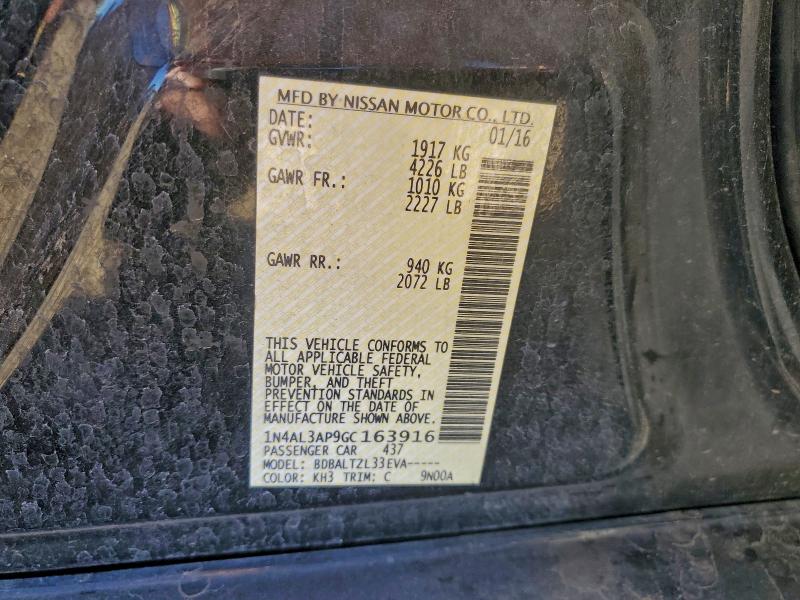 MFD BY NISSAN MOTOR CO., LTD.
DATE: 01/16
GVWR: 1917 KG
4226 LB
GAWR FR.: 1010 KG
2227 LB
GAWR RR.: 940 KG
2072 LB
THIS VEHICLE CONFORMS TO
ALL APPLICABLE FEDERAL
MOTOR VEHICLE SAFETY,
BUMPER, AND THEFT
PREVENTION STANDARDS IN
EFFECT ON THE DATE OF
MANUFACTURE SHOWN ABOVE.
1N4AL3AP9GC163916
PASSENGER CAR 437
MODEL: BDBALTZL33EVA-----
COLOR: KH3 TRIM: C 9N00A